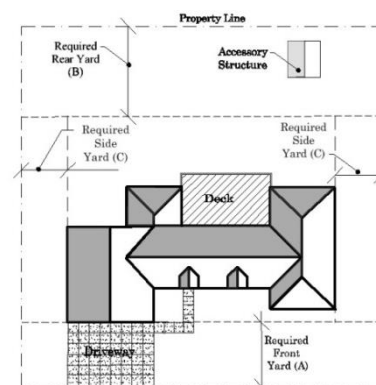 Property Line
Required
Rear Yard
(B)
Accessory
Structure
Required
Side
Yard (C)
Required
Side
Yard (C)
Deck
Driveway
Required
Front
Yard (A)